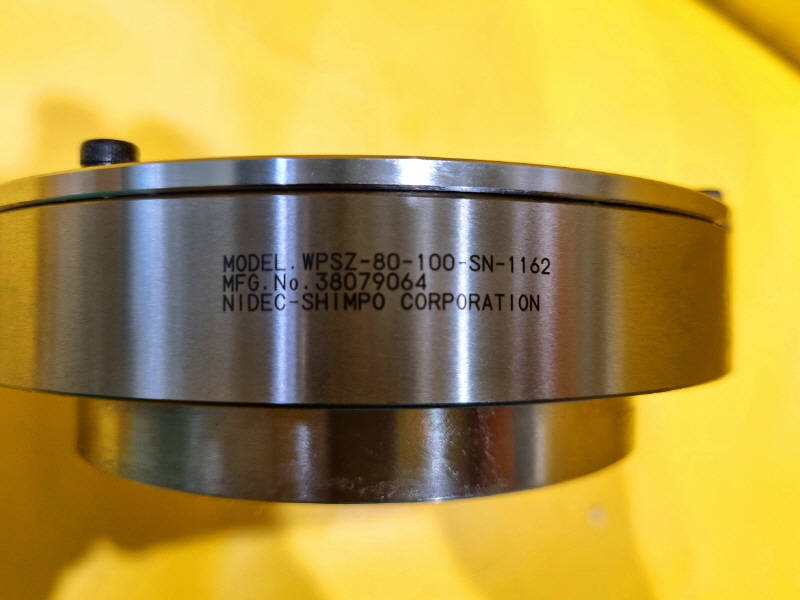 MODEL.WPSZ-80-100-SN-1162
MFG.No.38079064
NIDEC-SHIMPO CORPORATION